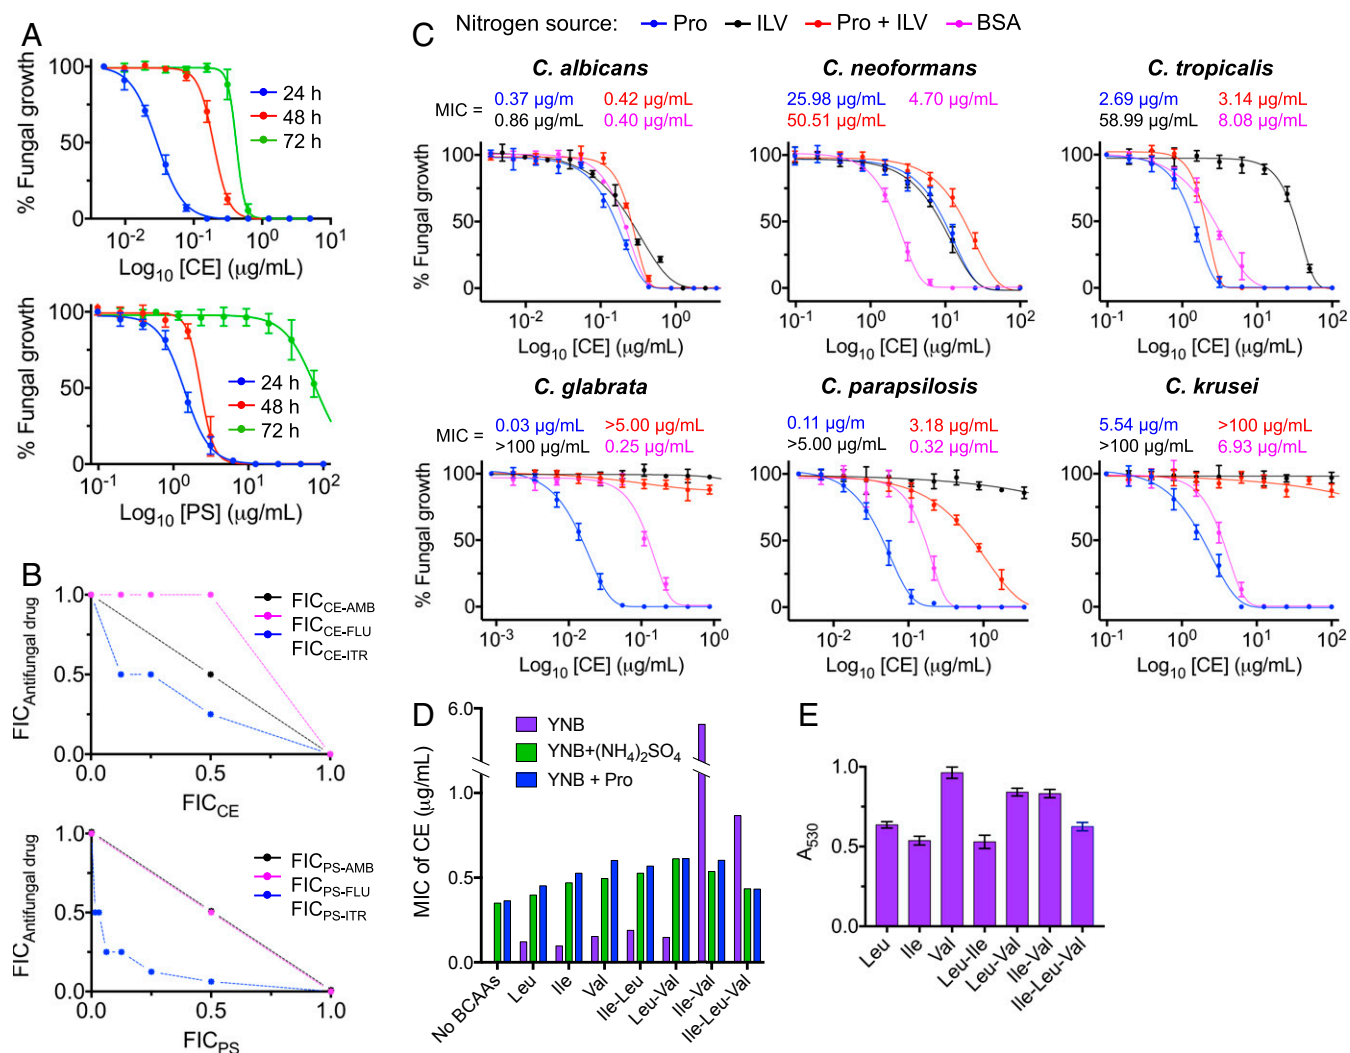 Nitrogen source: Pro ILV Pro + ILV BSA
A
% Fungal growth
100
50
0
24 h
48 h
72 h
10-2 10-1 100 101
Log10 [CE] (µg/mL)
% Fungal growth
100
50
0
24 h
48 h
72 h
10-1 100 101 102
Log10 [PS] (µg/mL)
B
FICAntifungal drug
1.0
0.5
0.0
FICCE-AMB
FICCE-FLU
FICCE-ITR
0.0 0.5 1.0
FICCE
FICAntifungal drug
1.0
0.5
0.0
FICPS-AMB
FICPS-FLU
FICPS-ITR
0.0 0.5 1.0
FICPS
C
C. albicans
MIC =
0.37 µg/m 0.42 µg/mL
0.86 µg/mL 0.40 µg/mL
% Fungal growth
100
50
0
10-2 10-1 100
Log10 [CE] (µg/mL)
C. neoformans
25.98 µg/mL 4.70 µg/mL
50.51 µg/mL
100
50
0
100 101 102
Log10 [CE] (µg/mL)
C. tropicalis
2.69 µg/m 3.14 µg/mL
58.99 µg/mL 8.08 µg/mL
100
50
0
10-1 100 101 102
Log10 [CE] (µg/mL)
C. glabrata
MIC =
0.03 µg/mL >5.00 µg/mL
>100 µg/mL 0.25 µg/mL
% Fungal growth
100
50
0
10-3 10-2 10-1 100
Log10 [CE] (µg/mL)
C. parapsilosis
0.11 µg/m 3.18 µg/mL
>5.00 µg/mL 0.32 µg/mL
100
50
0
10-2 10-1 100
Log10 [CE] (µg/mL)
C. krusei
5.54 µg/m >100 µg/mL
>100 µg/mL 6.93 µg/mL
100
50
0
10-1 100 101 102
Log10 [CE] (µg/mL)
D
MIC of CE (µg/mL)
6.0
1.0
0.5
0.0
YNB
YNB+(NH4)2SO4
YNB + Pro
No BCAAs
Leu
Ile
Val
Ile-Leu
Leu-Val
Ile-Val
Ile-Leu-Val
E
A530
1.0
0.5
0.0
Leu
Ile
Val
Leu-Ile
Leu-Val
Ile-Val
Ile-Leu-Val